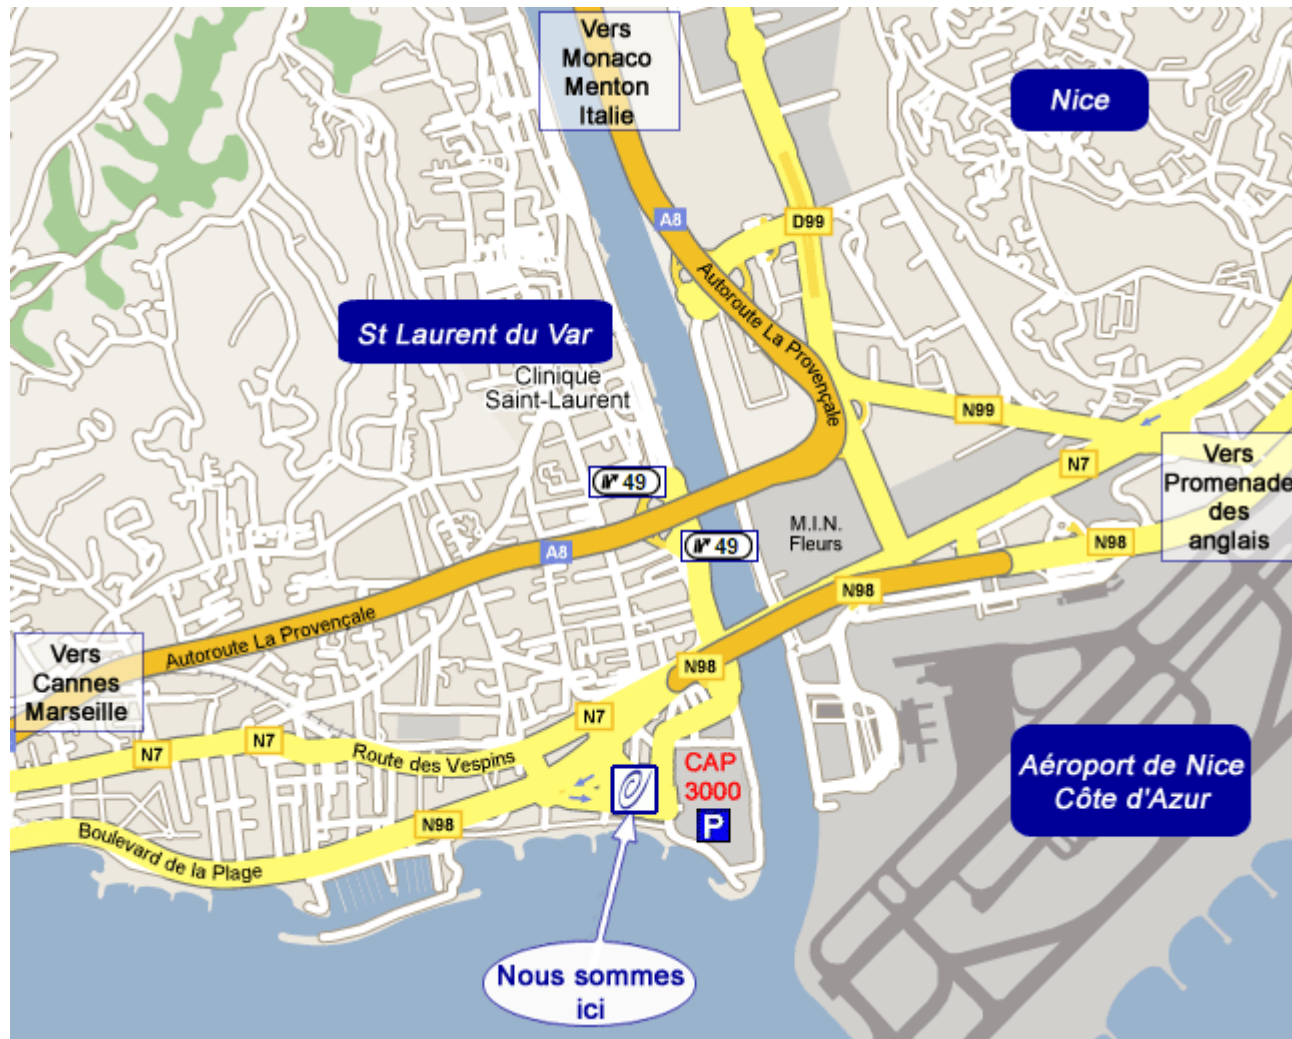 Vers
Monaco
Menton
Italie
Nice
A8
D99
Autoroute La Provençale
St Laurent du Var
Clinique
Saint-Laurent
N99
N7
Vers
Promenade
des
anglais
49
M.I.N.
Fleurs
49
N98
A8
N98
Autoroute La Provençale
Vers
Cannes
Marseille
N98
N7
N7
N7
Route des Vespins
CAP
3000
P
Aéroport de Nice
Côte d'Azur
N98
Boulevard de la Plage
Nous sommes
ici